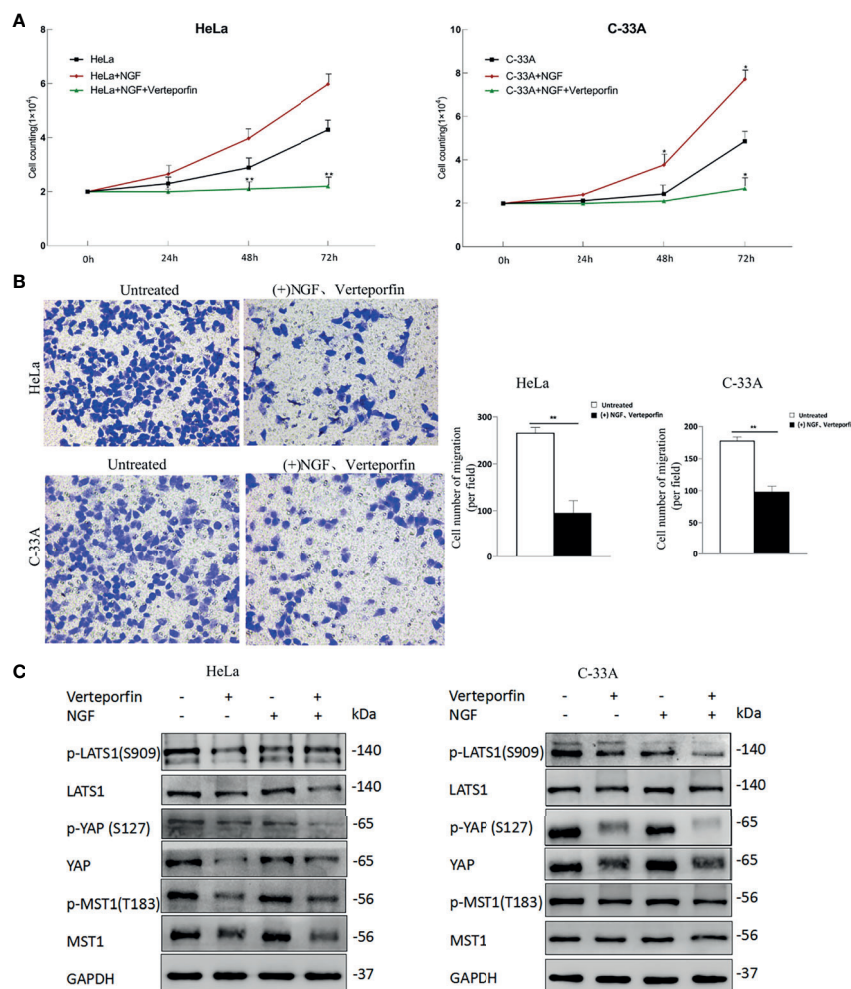 A
HeLa
HeLa
HeLa+NGF
HeLa+NGF+Verteporfin
Cell counting(1×10⁴)
8
6
4
2
0
0h 24h 48h 72h
** **
C-33A
C-33A
C-33A+NGF
C-33A+NGF+Verteporfin
Cell counting(1×10⁴)
10
8
6
4
2
0
0h 24h 48h 72h
* * *
B
Untreated (+)NGF、Verteporfin
HeLa
Untreated (+)NGF、Verteporfin
C-33A
HeLa
Untreated
(+) NGF、Verteporfin
**
Cell number of migration
(per field)
300
200
100
0
C-33A
Untreated
(+) NGF、Verteporfin
**
Cell number of migration
(per field)
200
150
100
50
0
C
HeLa
Verteporfin - + - +
NGF - - + + kDa
p-LATS1(S909) -140
LATS1 -140
p-YAP (S127) -65
YAP -65
p-MST1(T183) -56
MST1 -56
GAPDH -37
C-33A
Verteporfin - + - +
NGF - - + + kDa
p-LATS1(S909) -140
LATS1 -140
p-YAP (S127) -65
YAP -65
p-MST1(T183) -56
MST1 -56
GAPDH -37